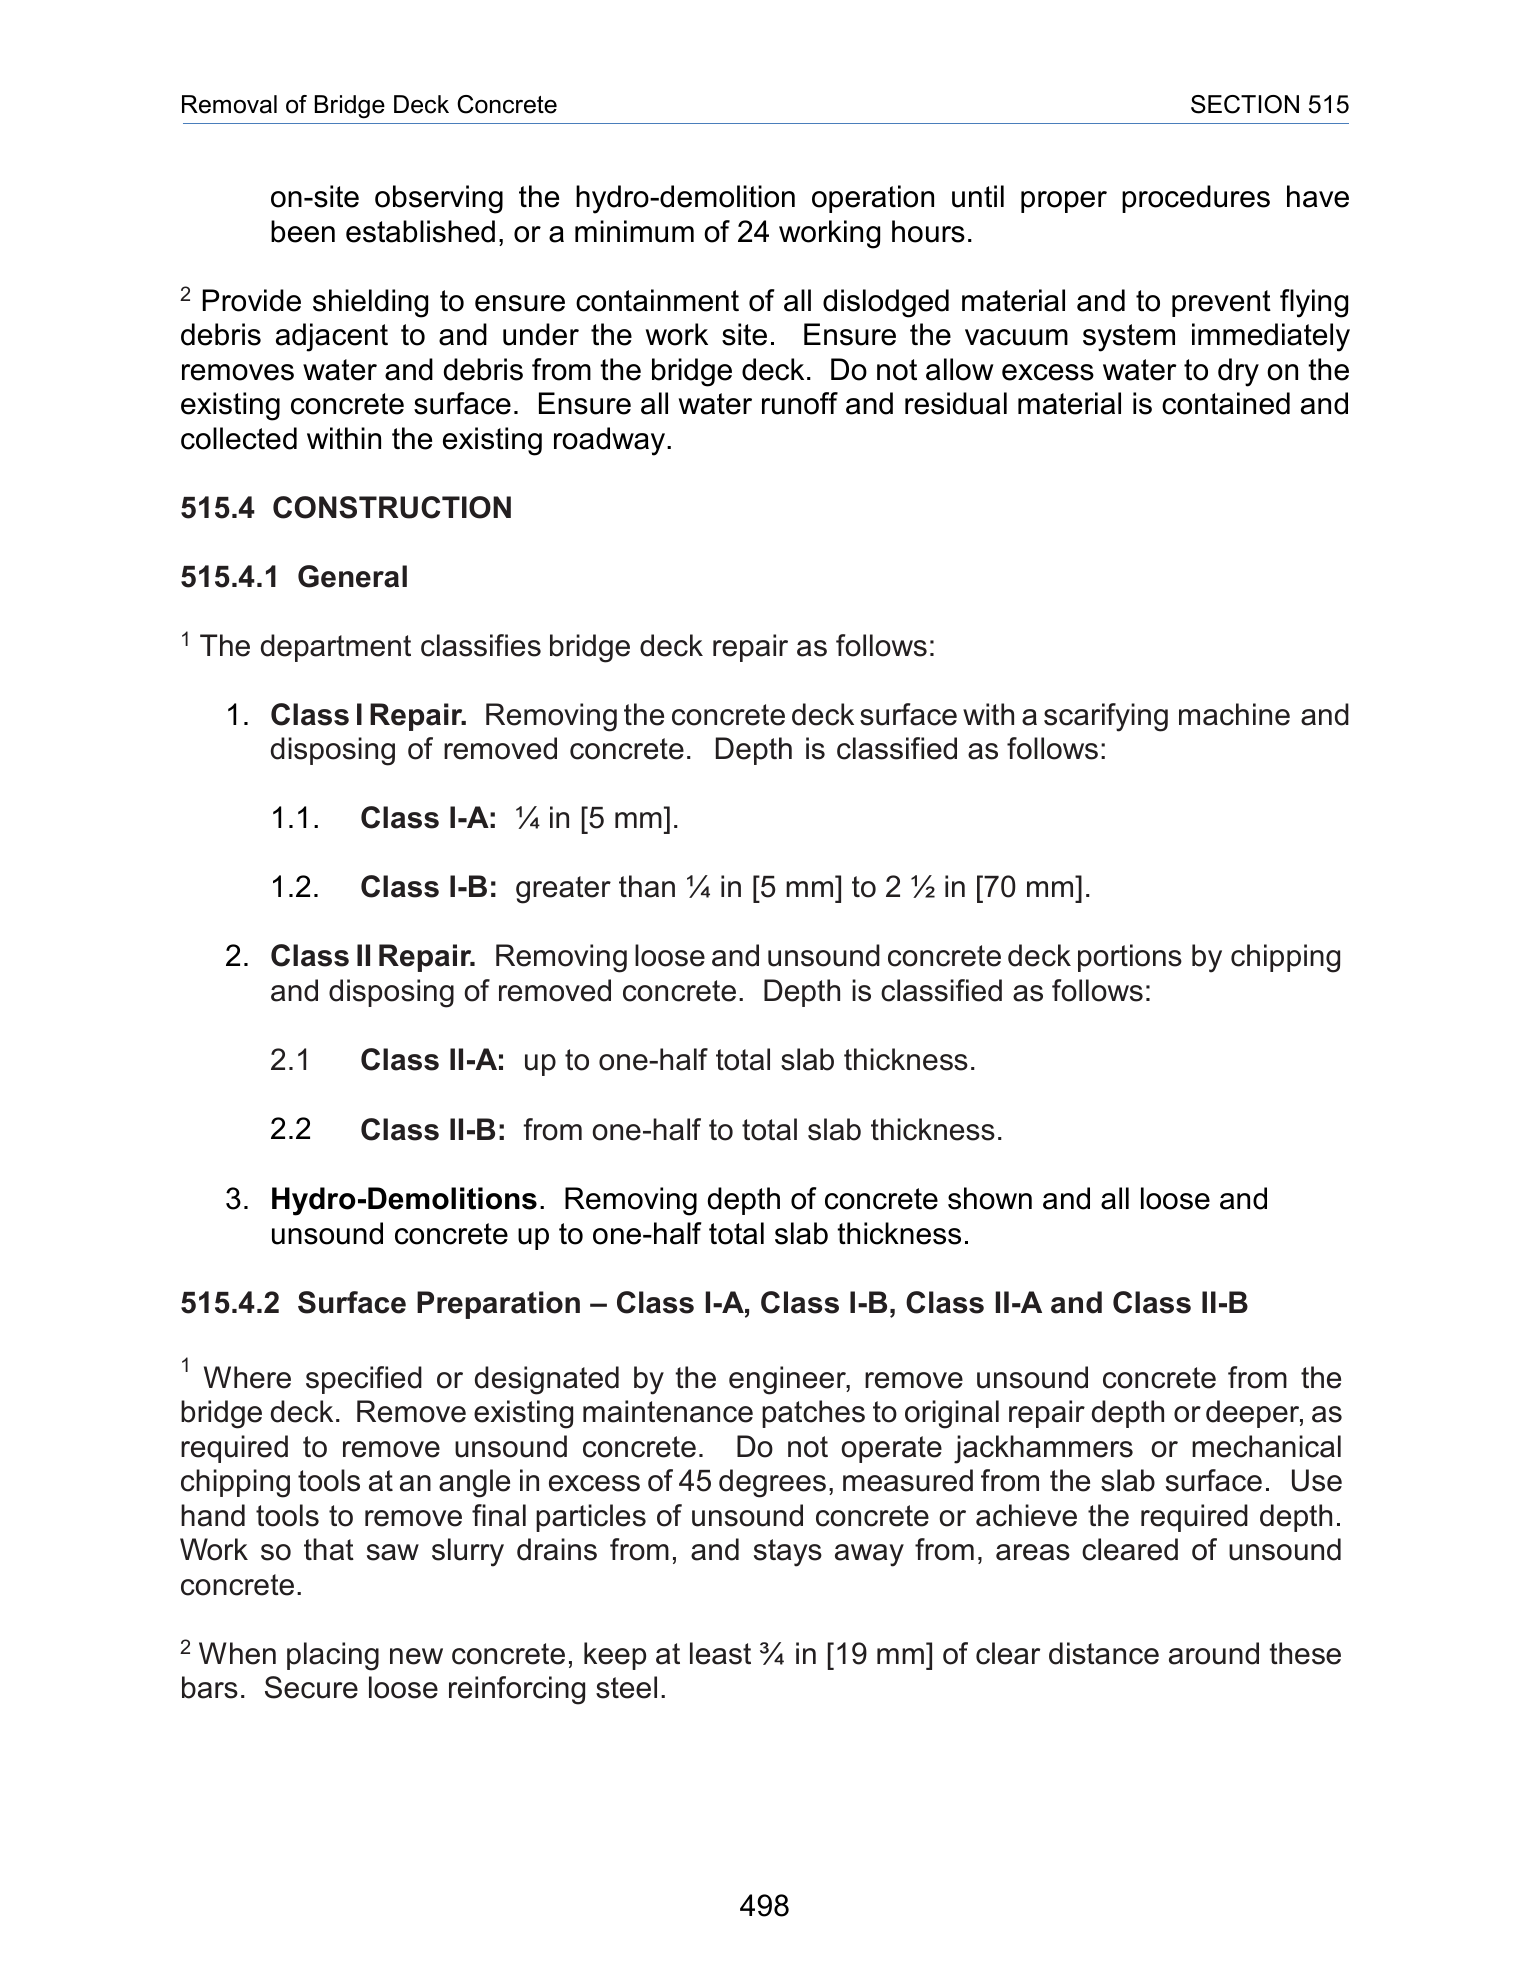 Removal of Bridge Deck Concrete SECTION 515
on-site observing the hydro-demolition operation until proper procedures have
been established, or a minimum of 24 working hours.
2 Provide shielding to ensure containment of all dislodged material and to prevent flying
debris adjacent to and under the work site. Ensure the vacuum system immediately
removes water and debris from the bridge deck. Do not allow excess water to dry on the
existing concrete surface. Ensure all water runoff and residual material is contained and
collected within the existing roadway.
515.4 CONSTRUCTION
515.4.1 General
1 The department classifies bridge deck repair as follows:
1. Class I Repair. Removing the concrete deck surface with a scarifying machine and
disposing of removed concrete. Depth is classified as follows:
1.1. Class I-A: ¼ in [5 mm].
1.2. Class I-B: greater than ¼ in [5 mm] to 2 ½ in [70 mm].
2. Class II Repair. Removing loose and unsound concrete deck portions by chipping
and disposing of removed concrete. Depth is classified as follows:
2.1 Class II-A: up to one-half total slab thickness.
2.2 Class II-B: from one-half to total slab thickness.
3. Hydro-Demolitions. Removing depth of concrete shown and all loose and
unsound concrete up to one-half total slab thickness.
515.4.2 Surface Preparation – Class I-A, Class I-B, Class II-A and Class II-B
1 Where specified or designated by the engineer, remove unsound concrete from the
bridge deck. Remove existing maintenance patches to original repair depth or deeper, as
required to remove unsound concrete. Do not operate jackhammers or mechanical
chipping tools at an angle in excess of 45 degrees, measured from the slab surface. Use
hand tools to remove final particles of unsound concrete or achieve the required depth.
Work so that saw slurry drains from, and stays away from, areas cleared of unsound
concrete.
2 When placing new concrete, keep at least ¾ in [19 mm] of clear distance around these
bars. Secure loose reinforcing steel.
498